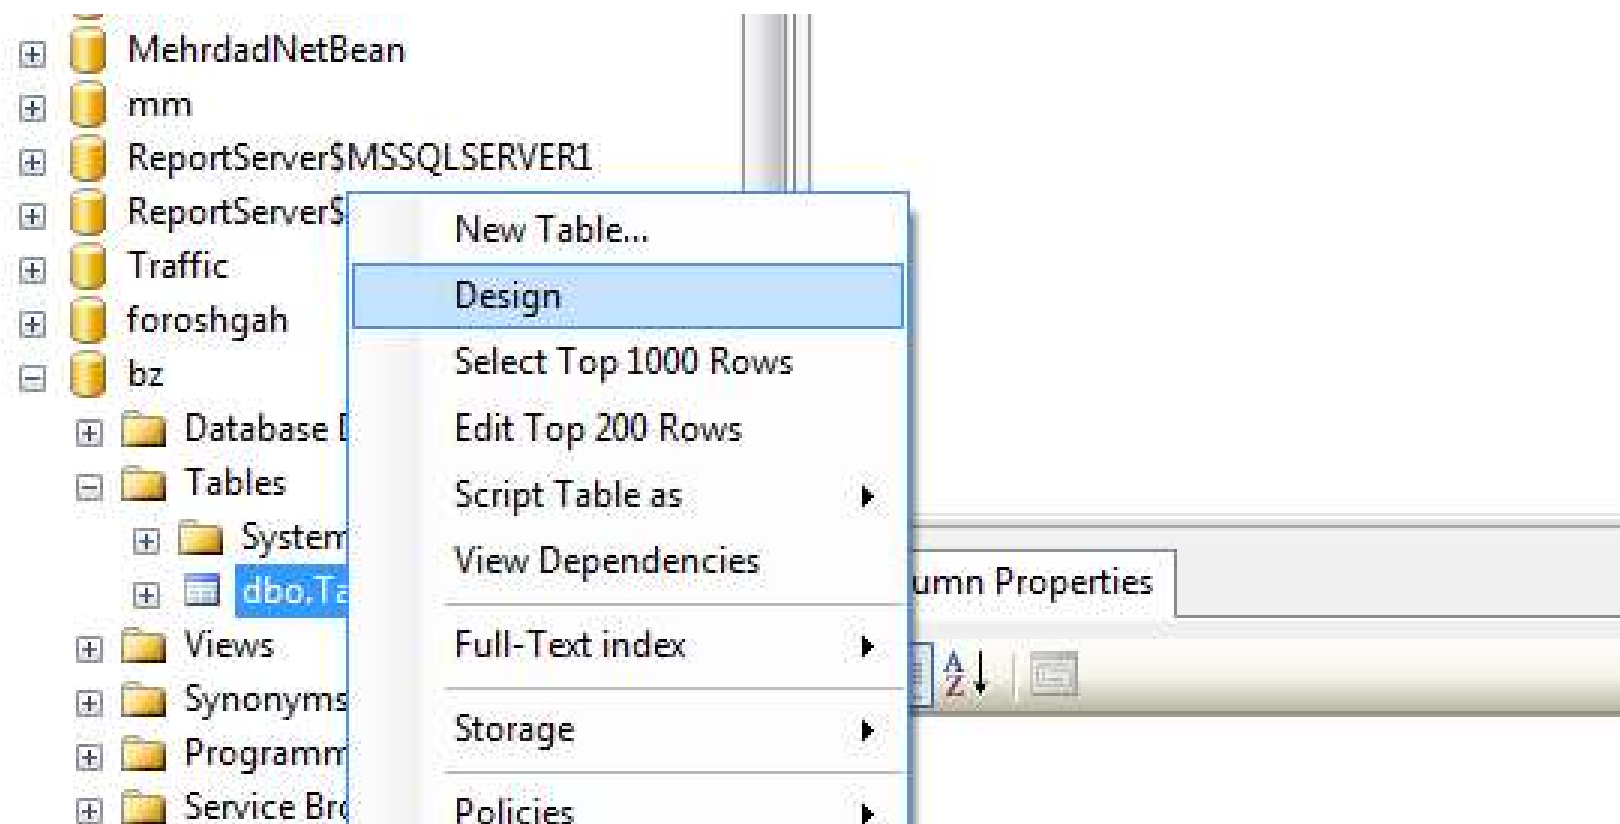 MehrdadNetBean
mm
ReportServer$MSSQLSERVER1
ReportServer$
Traffic
foroshgah
bz
Database
Tables
System
dbo.Ta
Views
Synonyms
Programm
Service Bro
New Table...
Design
Select Top 1000 Rows
Edit Top 200 Rows
Script Table as
View Dependencies
Full-Text index
Storage
Policies
umn Properties
A
Z